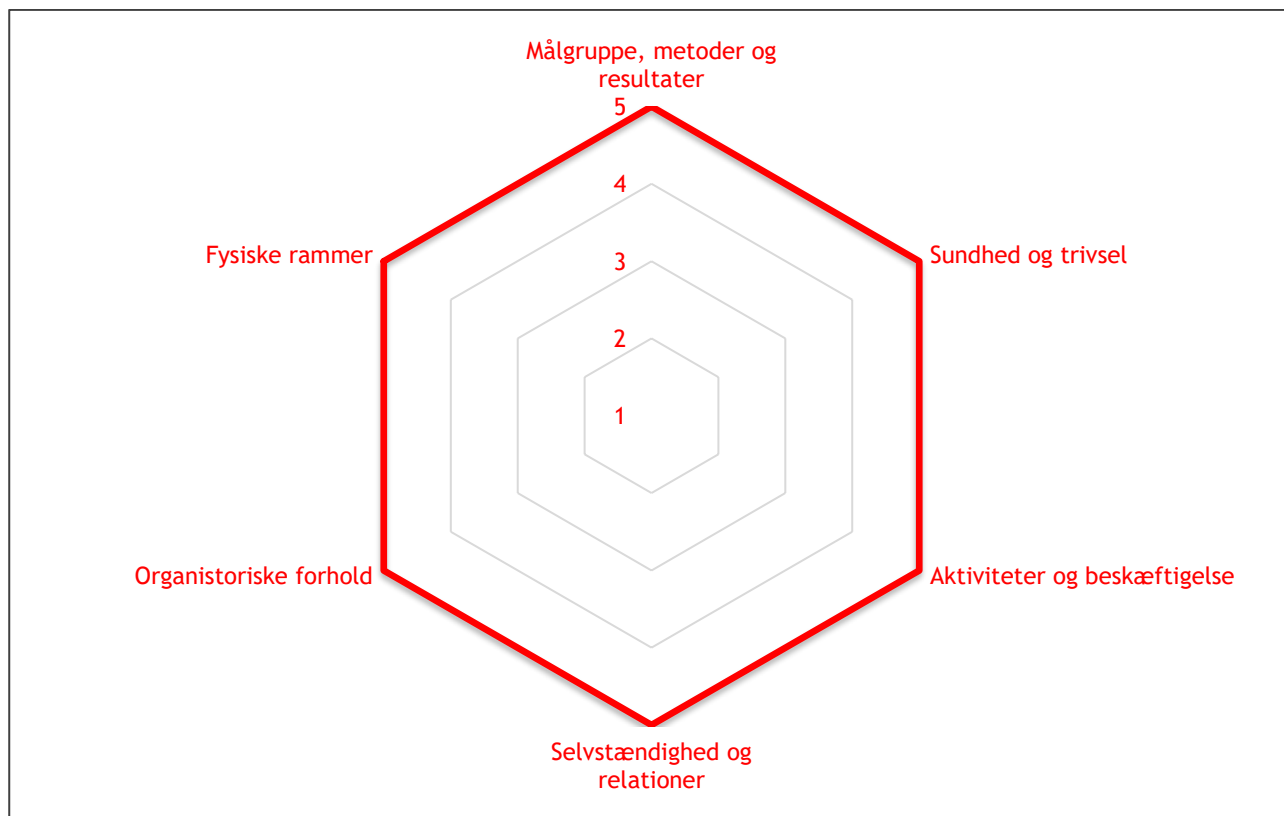 Målgruppe, metoder og
resultater
5
4
Fysiske rammer
3
Sundhed og trivsel
2
1
Organistoriske forhold
Aktiviteter og beskæftigelse
Selvstændighed og
relationer